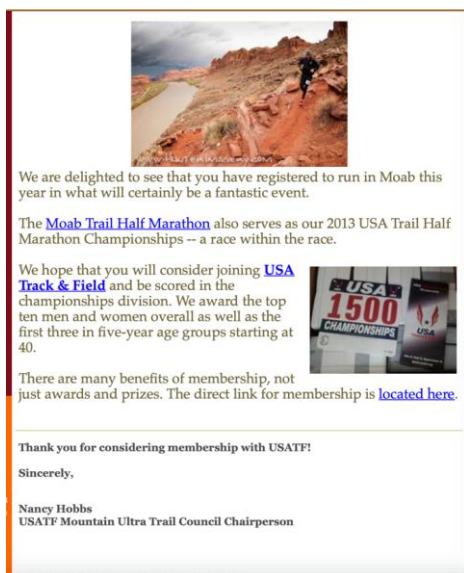 www.HauteInMoheny.com
We are delighted to see that you have registered to run in Moab this
year in what will certainly be a fantastic event.
The Moab Trail Half Marathon also serves as our 2013 USA Trail Half
Marathon Championships -- a race within the race.
We hope that you will consider joining USA
Track & Field and be scored in the
championships division. We award the top
ten men and women overall as well as the
first three in five-year age groups starting at
40.
USA
1500
CHAMPIONSHIPS
USA
There are many benefits of membership, not
just awards and prizes. The direct link for membership is located here.
Thank you for considering membership with USATF!
Sincerely,
Nancy Hobbs
USATF Mountain Ultra Trail Council Chairperson